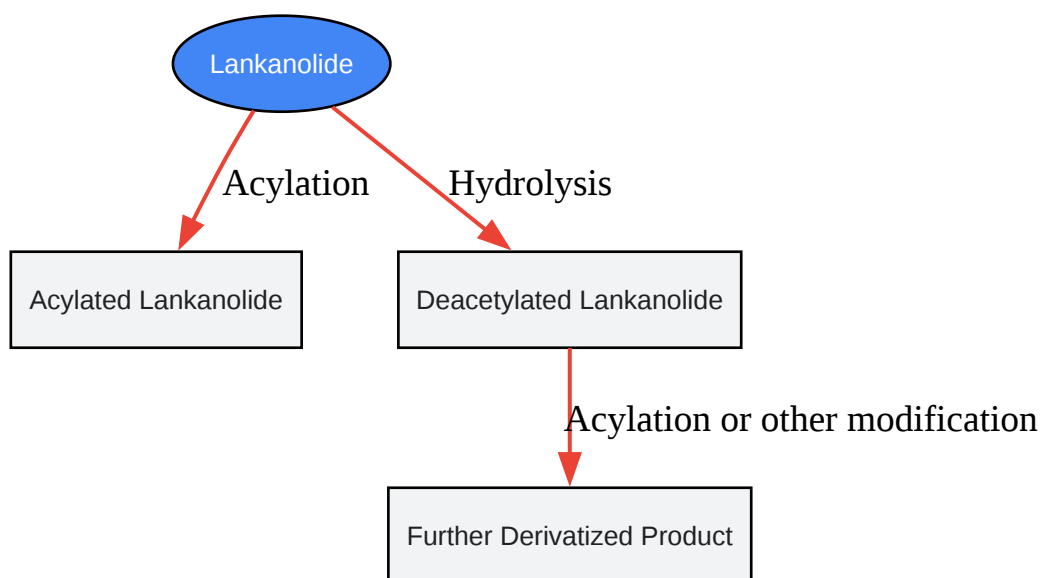 Lankanolide
Acylation
Hydrolysis
Acylated Lankanolide
Deacetylated Lankanolide
Acylation or other modification
Further Derivatized Product